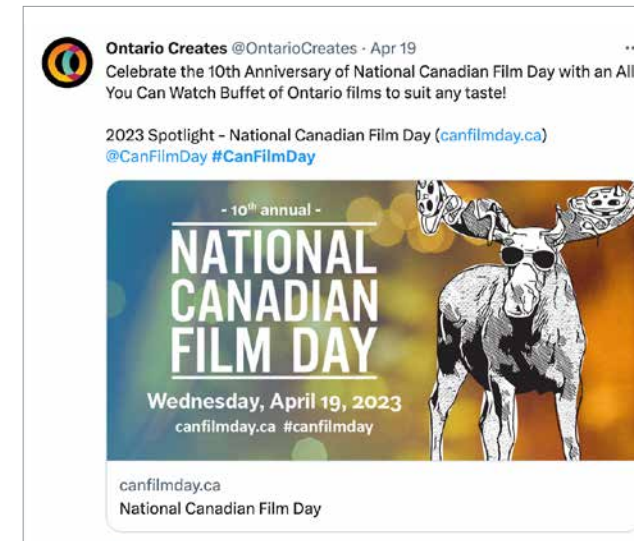 Ontario Creates @OntarioCreates · Apr 19
Celebrate the 10th Anniversary of National Canadian Film Day with an All
You Can Watch Buffet of Ontario films to suit any taste!
2023 Spotlight – National Canadian Film Day (canfilmday.ca)
@CanFilmDay #CanFilmDay
- 10th annual -
NATIONAL
CANADIAN
FILM DAY
Wednesday, April 19, 2023
canfilmday.ca #canfilmday
canfilmday.ca
National Canadian Film Day